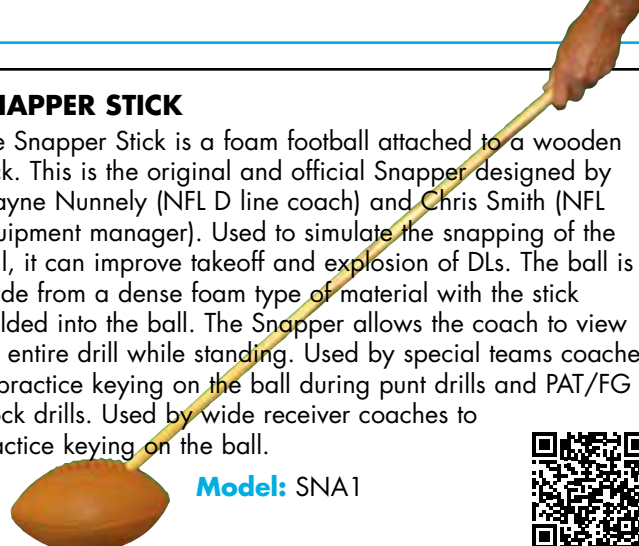 NAPPER STICK
e Snapper Stick is a foam football attached to a wooden
ck. This is the original and official Snapper designed by
ayne Nunnely (NFL D line coach) and Chris Smith (NFL
uipment manager). Used to simulate the snapping of the
l, it can improve takeoff and explosion of DLs. The ball is
de from a dense foam type of material with the stick
lded into the ball. The Snapper allows the coach to view
entire drill while standing. Used by special teams coache
practice keying on the ball during punt drills and PAT/FG
ock drills. Used by wide receiver coaches to
actice keying on the ball.
Model: SNA1